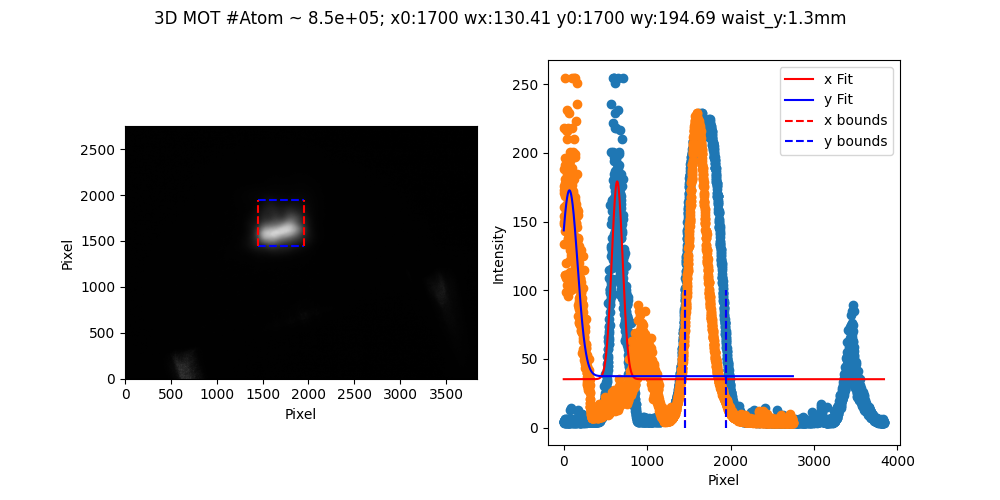 3D MOT #Atom ~ 8.5e+05; x0:1700 wx:130.41 y0:1700 wy:194.69 waist_y:1.3mm
2500
2000
1500
1000
500
0
Pixel
0 500 1000 1500 2000 2500 3000 3500
Pixel
250
200
150
100
50
0
Intensity
x Fit
y Fit
x bounds
y bounds
0 1000 2000 3000 4000
Pixel